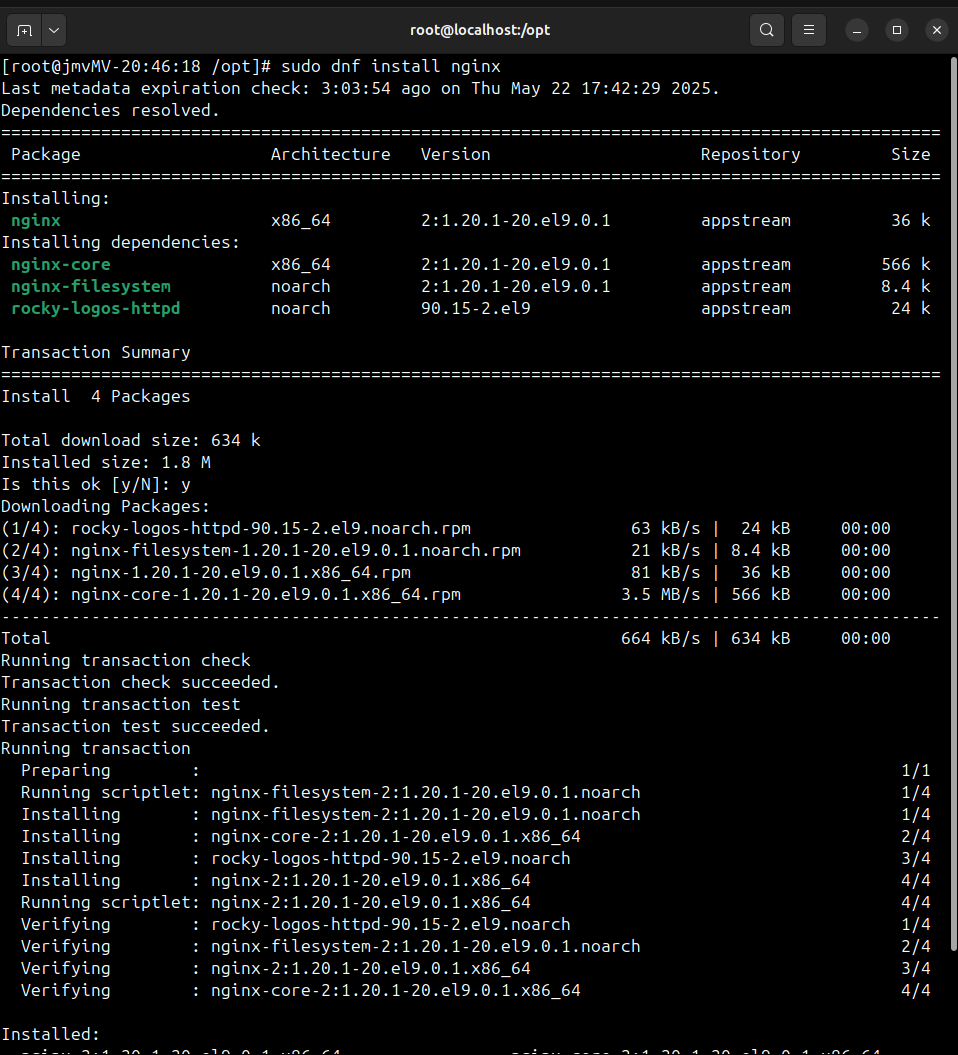 root@localhost:/opt
[root@jmvMV-20:46:18 /opt]# sudo dnf install nginx
Last metadata expiration check: 3:03:54 ago on Thu May 22 17:42:29 2025.
Dependencies resolved.
================================================================================
 Package                   Architecture   Version                     Repository         Size
================================================================================
Installing:
 nginx                     x86_64         2:1.20.1-20.el9.0.1         appstream          36 k
Installing dependencies:
 nginx-core                x86_64         2:1.20.1-20.el9.0.1         appstream         566 k
 nginx-filesystem          noarch         2:1.20.1-20.el9.0.1         appstream         8.4 k
 rocky-logos-httpd         noarch         90.15-2.el9                 appstream          24 k
Transaction Summary
================================================================================
Install  4 Packages
Total download size: 634 k
Installed size: 1.8 M
Is this ok [y/N]: y
Downloading Packages:
(1/4): rocky-logos-httpd-90.15-2.el9.noarch.rpm                63 kB/s |  24 kB     00:00
(2/4): nginx-filesystem-1.20.1-20.el9.0.1.noarch.rpm           21 kB/s | 8.4 kB     00:00
(3/4): nginx-1.20.1-20.el9.0.1.x86_64.rpm                      81 kB/s |  36 kB     00:00
(4/4): nginx-core-1.20.1-20.el9.0.1.x86_64.rpm                3.5 MB/s | 566 kB     00:00
--------------------------------------------------------------------------------
Total                                                         664 kB/s | 634 kB     00:00
Running transaction check
Transaction check succeeded.
Running transaction test
Transaction test succeeded.
Running transaction
  Preparing        :                                                                      1/1
  Running scriptlet: nginx-filesystem-2:1.20.1-20.el9.0.1.noarch                          1/4
  Installing       : nginx-filesystem-2:1.20.1-20.el9.0.1.noarch                          1/4
  Installing       : nginx-core-2:1.20.1-20.el9.0.1.x86_64                                2/4
  Installing       : rocky-logos-httpd-90.15-2.el9.noarch                                 3/4
  Installing       : nginx-2:1.20.1-20.el9.0.1.x86_64                                     4/4
  Running scriptlet: nginx-2:1.20.1-20.el9.0.1.x86_64                                     4/4
  Verifying        : rocky-logos-httpd-90.15-2.el9.noarch                                 1/4
  Verifying        : nginx-filesystem-2:1.20.1-20.el9.0.1.noarch                          2/4
  Verifying        : nginx-2:1.20.1-20.el9.0.1.x86_64                                     3/4
  Verifying        : nginx-core-2:1.20.1-20.el9.0.1.x86_64                                4/4
Installed: